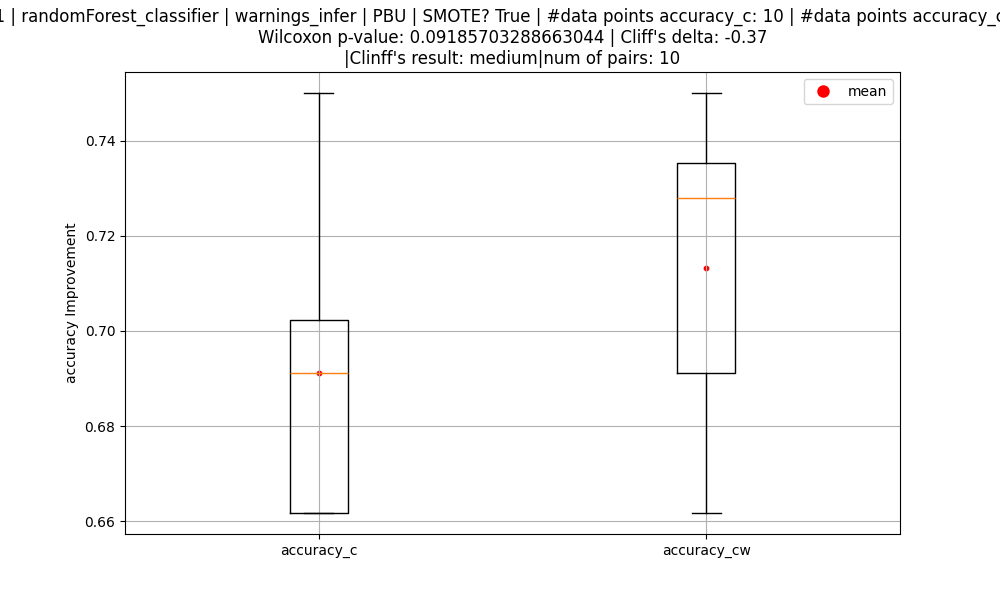 | randomForest_classifier | warnings_infer | PBU | SMOTE? True | #data points accuracy_c: 10 | #data points
Wilcoxon p-value: 0.09185703288663044 | Cliff's delta: -0.37
|Clinff's result: medium|num of pairs: 10
mean
0.74
0.72
0.70
0.68
0.66
accuracy Improvement
accuracy_c
accuracy_cw